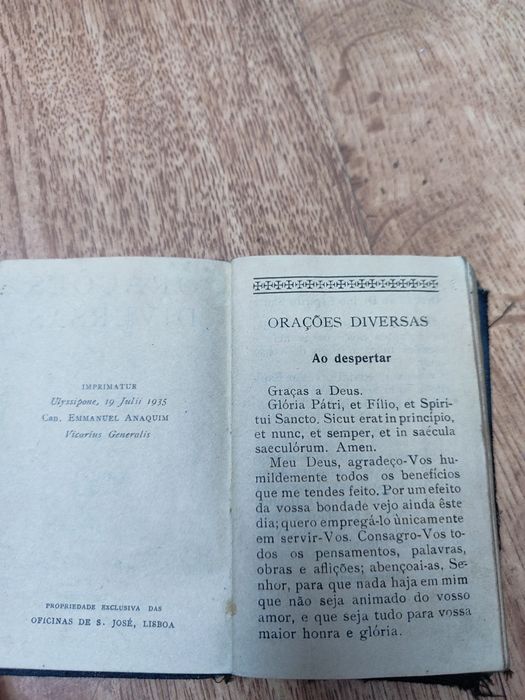 IMPRIMATUR
Ulyssipone, 19 Julii 1935
Can. EMMANUEL ANAQUIM
Vicarius Generalis
PROPRIEDADE EXCLUSIVA DAS
OFICINAS DE S. JOSÉ, LISBOA
ORAÇÕES DIVERSAS
Ao despertar
Graças a Deus.
Glória Pátri, et Fílio, et Spirí-
tui Sancto. Sicut erat in princípio,
et nunc, et semper, et in saécula
saeculórum. Amen.
Meu Deus, agradeço-Vos hu-
mildemente todos os benefícios
que me tendes feito. Por um efeito
da vossa bondade vejo ainda êste
dia; quero empregá-lo ùnicamente
em servir-Vos. Consagro-Vos to-
dos os pensamentos, palavras,
obras e aflições; abençoai-as, Se-
nhor, para que nada haja em mim
que não seja animado do vosso
amor, e que seja tudo para vossa
maior honra e glória.